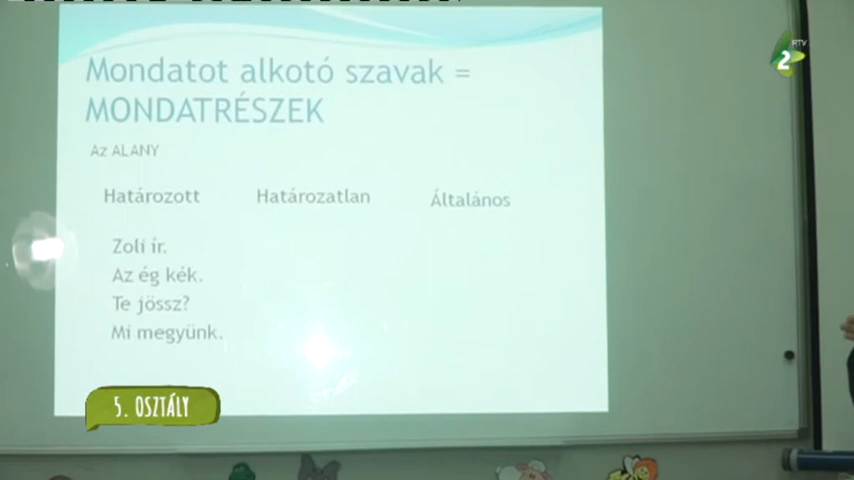 Mondatot alkotó szavak =
MONDATRÉSZEK
Az ALANY
Határozott Határozatlan Általános
Zoli ír.
Az ég kék.
Te jössz?
Mi megyünk.
5. OSZTÁLY
RTV
2